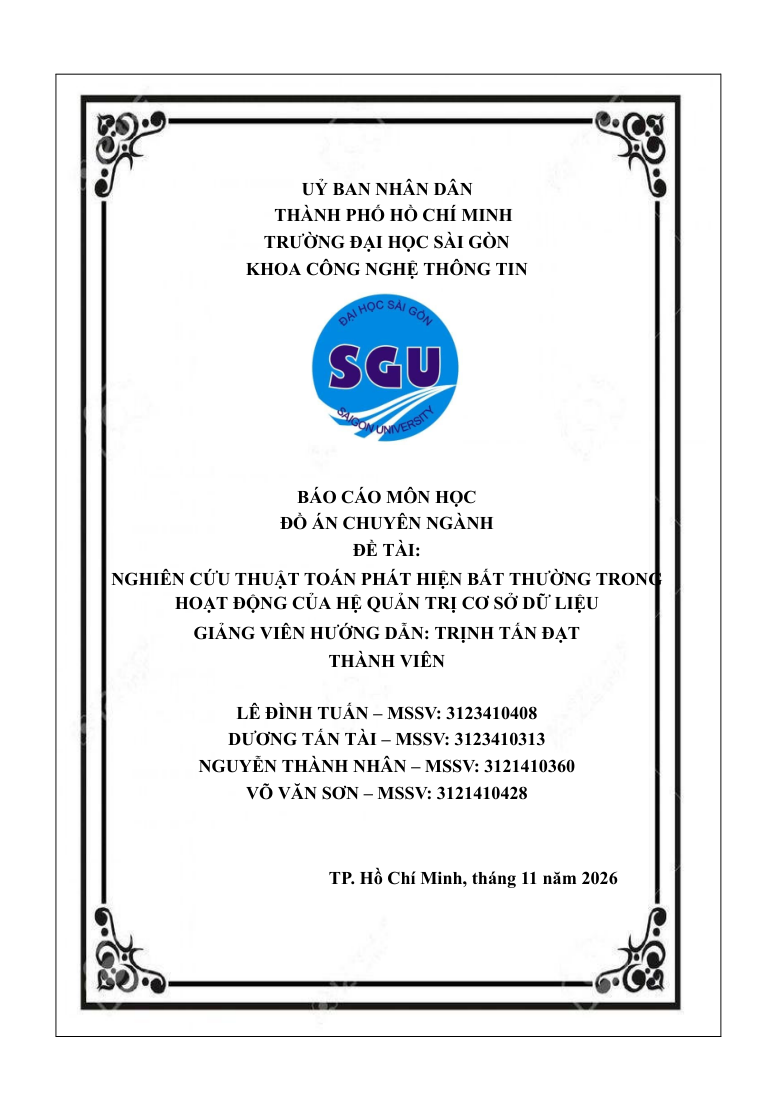 UỶ BAN NHÂN DÂN
THÀNH PHỐ HỒ CHÍ MINH
TRƯỜNG ĐẠI HỌC SÀI GÒN
KHOA CÔNG NGHỆ THÔNG TIN
ĐẠI HỌC SÀI GÒN
SGU
SAIGON UNIVERSITY
BÁO CÁO MÔN HỌC
ĐỒ ÁN CHUYÊN NGÀNH
ĐỀ TÀI:
NGHIÊN CỨU THUẬT TOÁN PHÁT HIỆN BẤT THƯỜNG TRONG
HOẠT ĐỘNG CỦA HỆ QUẢN TRỊ CƠ SỞ DỮ LIỆU
GIẢNG VIÊN HƯỚNG DẪN: TRỊNH TẤN ĐẠT
THÀNH VIÊN
LÊ ĐÌNH TUẤN – MSSV: 3123410408
DƯƠNG TẤN TÀI – MSSV: 3123410313
NGUYỄN THÀNH NHÂN – MSSV: 3121410360
VÕ VĂN SƠN – MSSV: 3121410428
TP. Hồ Chí Minh, tháng 11 năm 2026